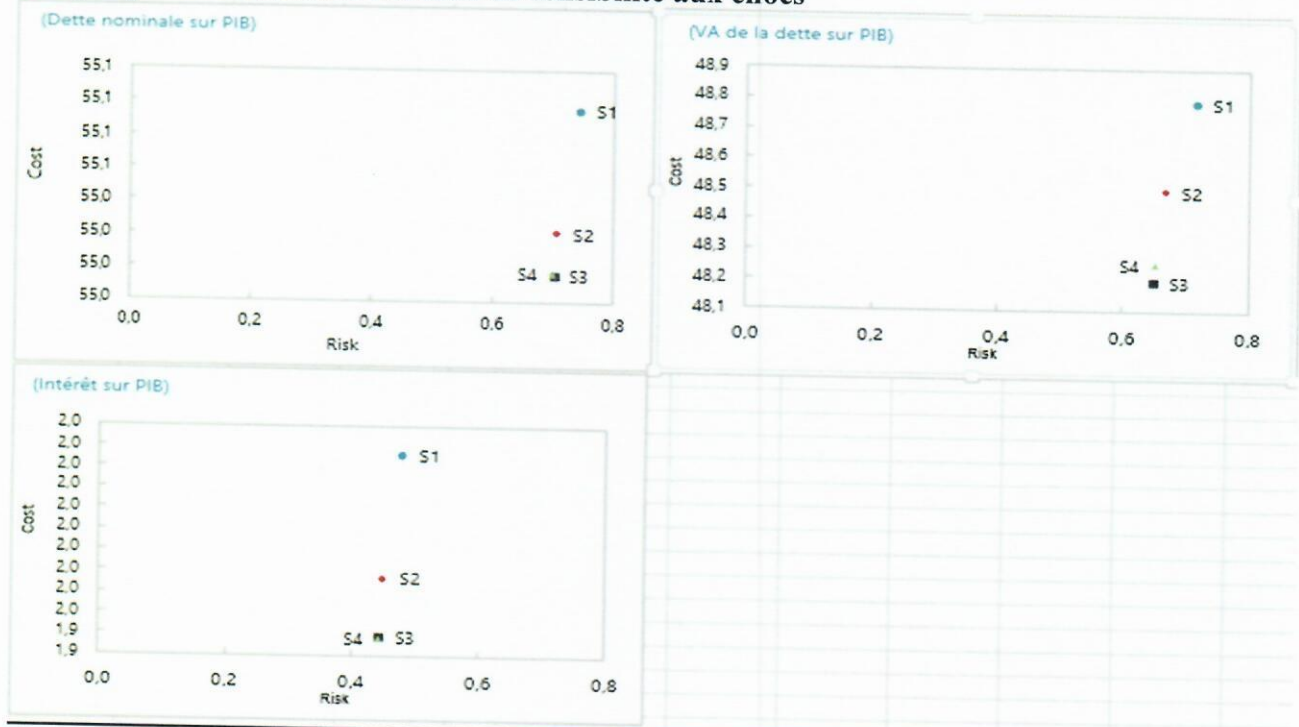 aux chocs
(Dette nominale sur PIB)
55,1
55,1
55,1
55,1
55,0
55,0
55,0
55,0
Cost
0,0 0,2 0,4 0,6 0,8
Risk
S1
S2
S4 S3
(VA de la dette sur PIB)
48,9
48,8
48,7
48,6
48,5
48,4
48,3
48,2
48,1
Cost
0,0 0,2 0,4 0,6 0,8
Risk
S1
S2
S4
S3
(Intérêt sur PIB)
2,0
2,0
2,0
2,0
2,0
2,0
2,0
2,0
2,0
2,0
1,9
1,9
Cost
0,0 0,2 0,4 0,6 0,8
Risk
S1
S2
S4 S3